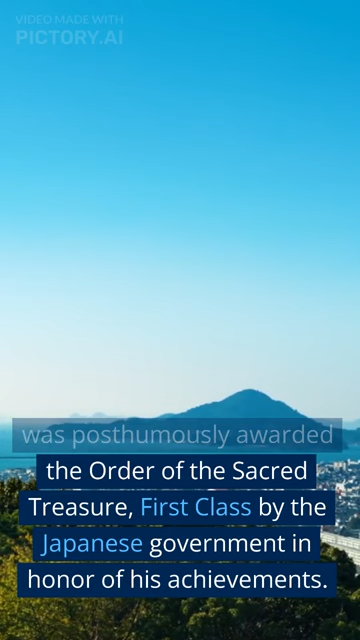 VIDEO MADE WITH
PICTORY.AI
was posthumously awarded
the Order of the Sacred
Treasure, First Class by the
Japanese government in
honor of his achievements.